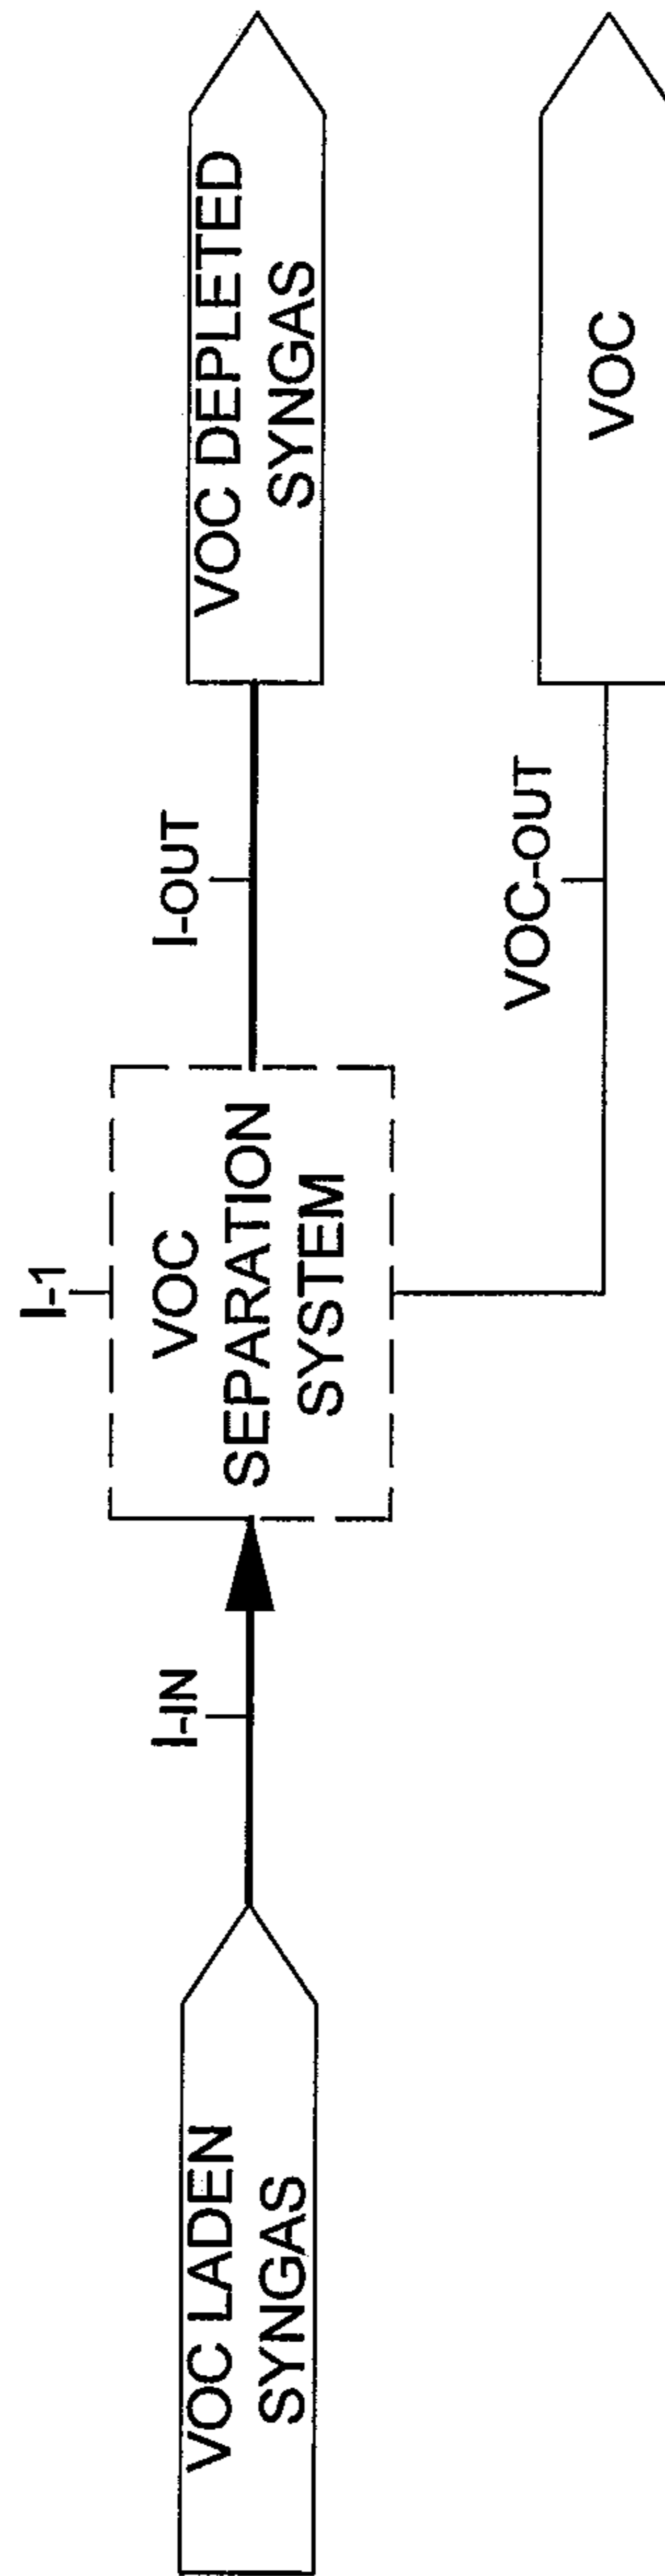 VOC LADEN
SYNGAS
I-IN
I-1
VOC
SEPARATION
SYSTEM
I-OUT
VOC DEPLETED
SYNGAS
VOC-OUT
VOC